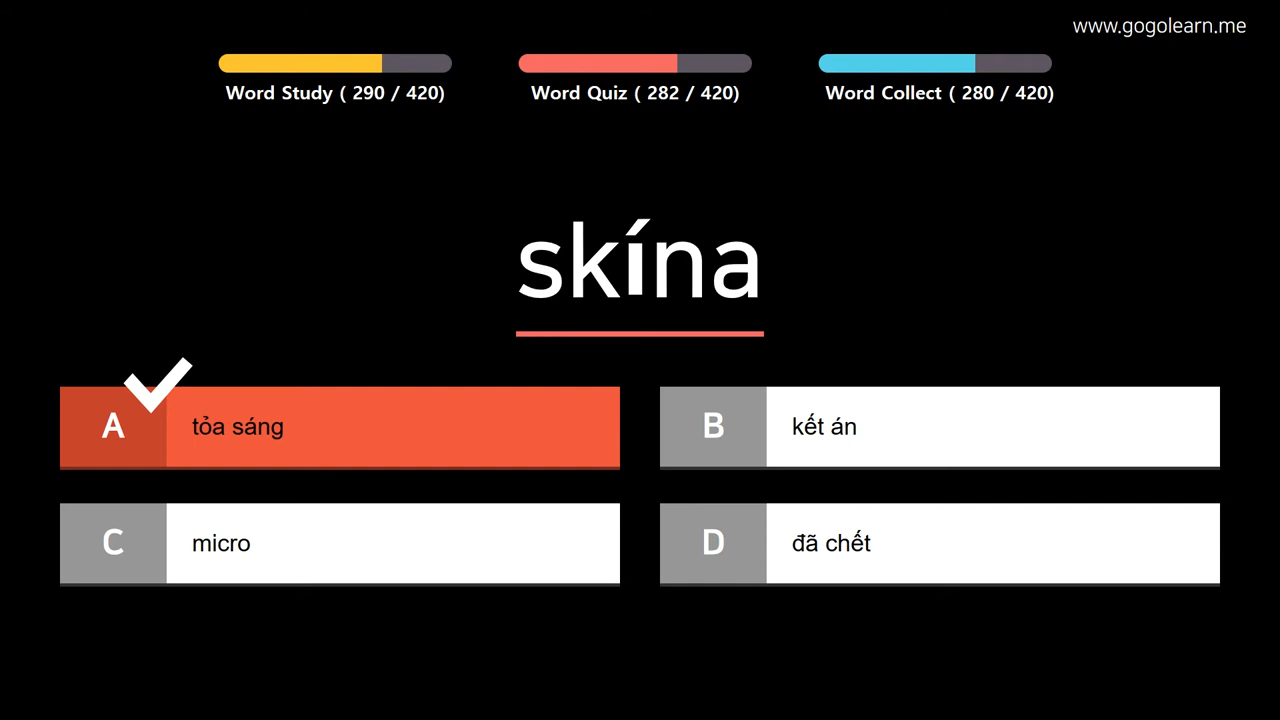 www.gogolearn.me
Word Study ( 290 / 420)
Word Quiz ( 282 / 420)
Word Collect ( 280 / 420)
skína
A tỏa sáng
B kết án
C micro
D đã chết